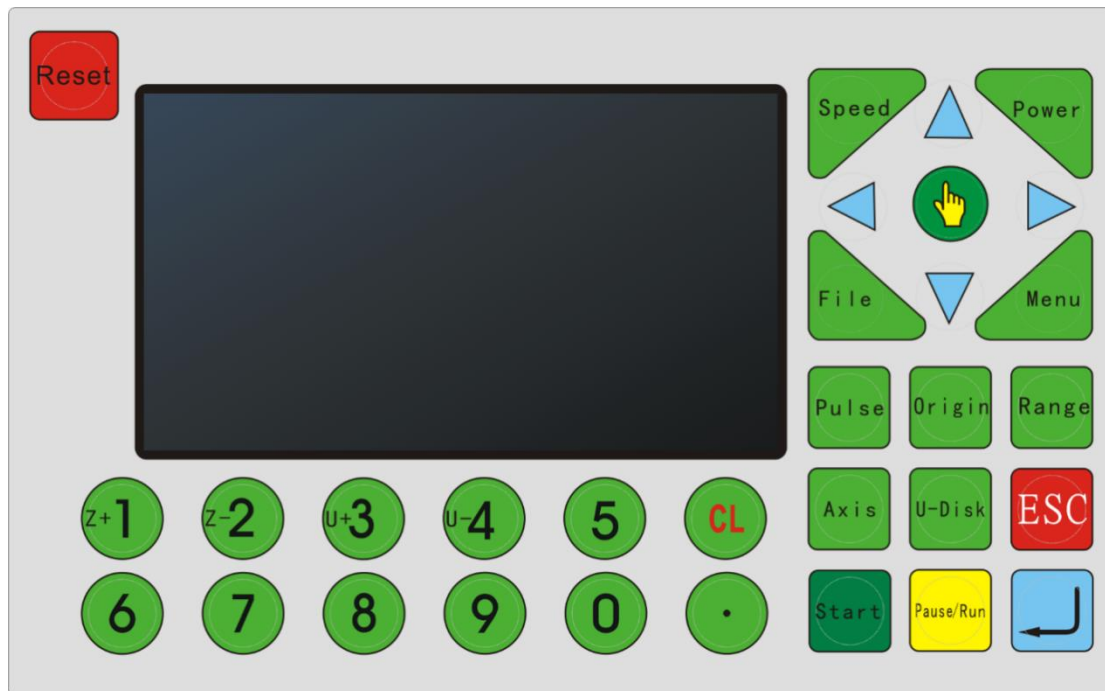 Reset
Speed
Power
File
Menu
Pulse
Origin
Range
Axis
U-Disk
ESC
Z+1
Z-2
U+3
U-4
5
CL
6
7
8
9
0
.
Start
Pause/Run